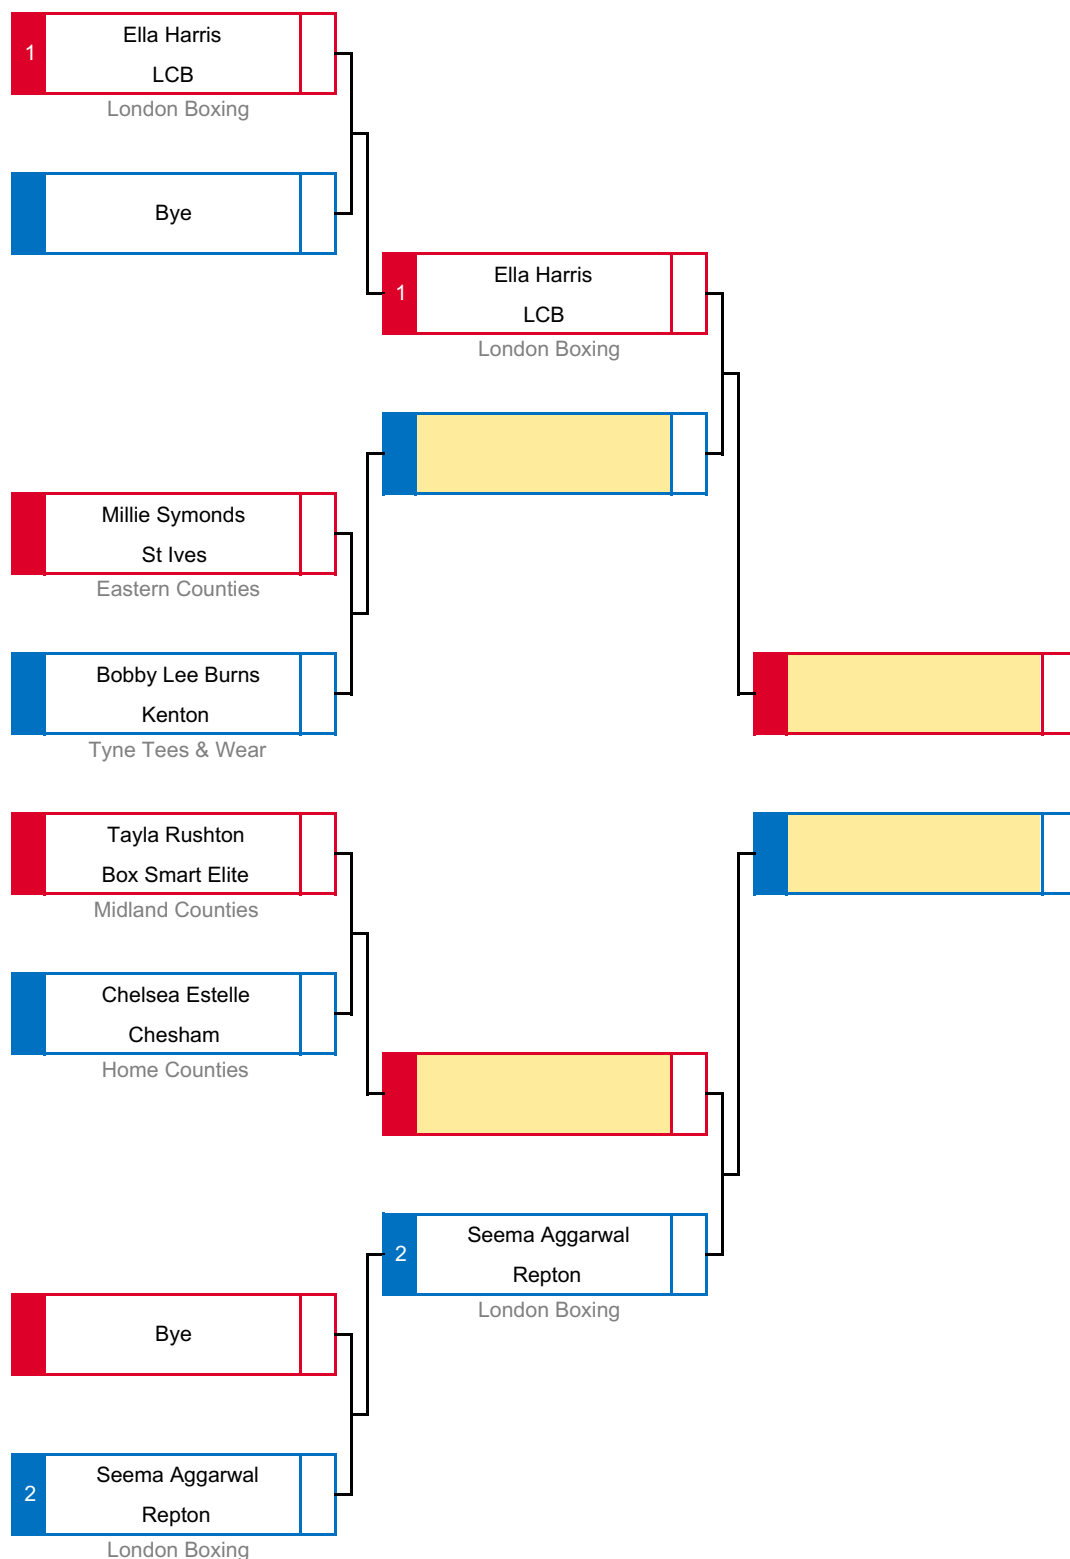 1
Ella Harris
LCB
London Boxing
Bye
1
Ella Harris
LCB
London Boxing
Millie Symonds
St Ives
Eastern Counties
Bobby Lee Burns
Kenton
Tyne Tees & Wear
Tayla Rushton
Box Smart Elite
Midland Counties
Chelsea Estelle
Chesham
Home Counties
2
Seema Aggarwal
Repton
London Boxing
Bye
2
Seema Aggarwal
Repton
London Boxing